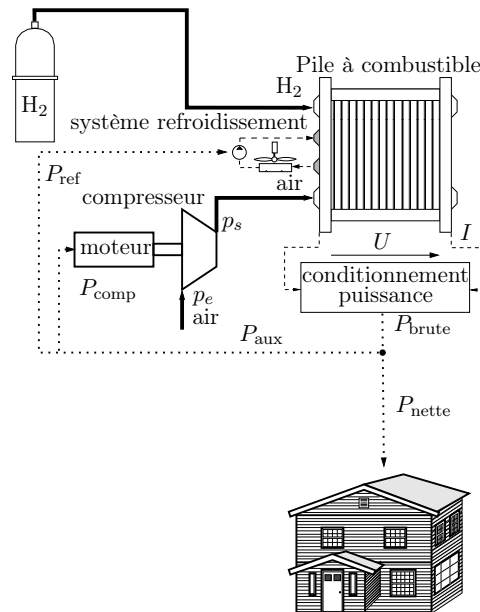 Pile à combustible
H2
H2
système refroidissement
Pref
air
compresseur
ps
I
U
moteur
conditionnement
puissance
Pcomp
pe
air
Pbrute
Paux
Pnette